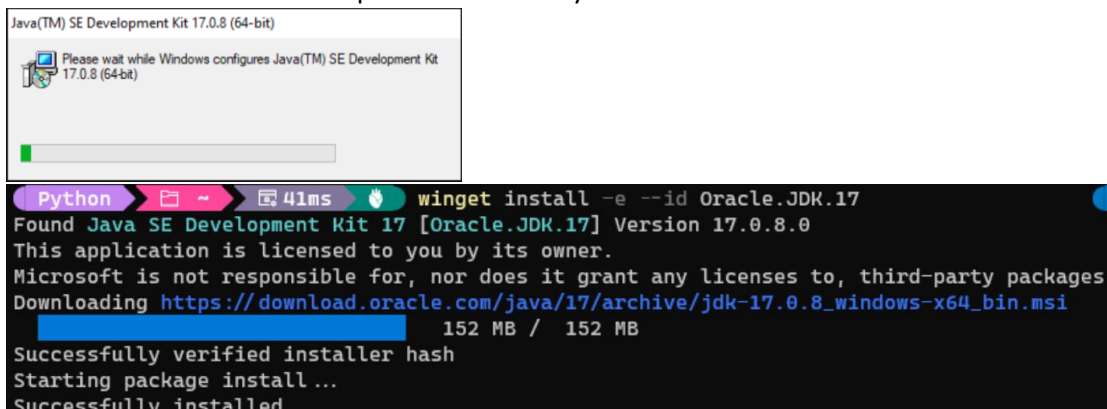 Java(TM) SE Development Kit 17.0.8 (64-bit)
Please wait while Windows configures Java(TM) SE Development Kit
17.0.8 (64-bit)
Python ~ 41ms winget install -e --id Oracle.JDK.17
Found Java SE Development Kit 17 [Oracle.JDK.17] Version 17.0.8.0
This application is licensed to you by its owner.
Microsoft is not responsible for, nor does it grant any licenses to, third-party packages
Downloading https://download.oracle.com/java/17/archive/jdk-17.0.8_windows-x64_bin.msi
152 MB / 152 MB
Successfully verified installer hash
Starting package install...
Successfully installed